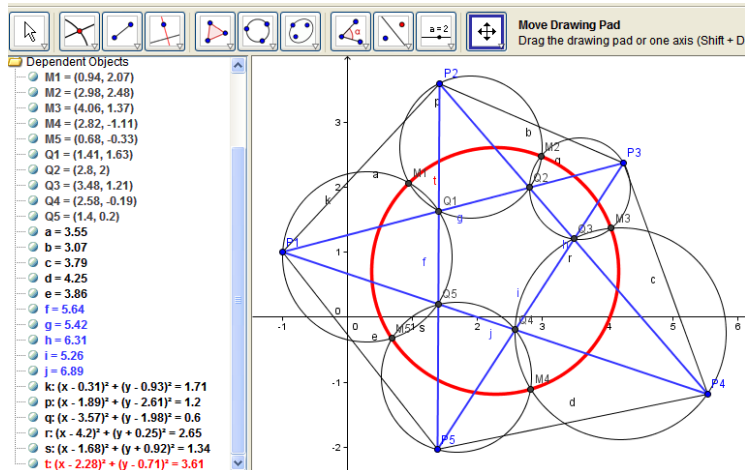 a=2
Move Drawing Pad
Drag the drawing pad or one axis (Shift + D
Dependent Objects
M1 = (0.94, 2.07)
M2 = (2.98, 2.48)
M3 = (4.06, 1.37)
M4 = (2.82, -1.11)
M5 = (0.68, -0.33)
Q1 = (1.41, 1.63)
Q2 = (2.8, 2)
Q3 = (3.48, 1.21)
Q4 = (2.58, -0.19)
Q5 = (1.4, 0.2)
a = 3.55
b = 3.07
c = 3.79
d = 4.25
e = 3.86
f = 5.64
g = 5.42
h = 6.31
i = 5.26
j = 6.89
k: (x - 0.31)² + (y - 0.93)² = 1.71
p: (x - 1.89)² + (y - 2.61)² = 1.2
q: (x - 3.57)² + (y - 1.98)² = 0.6
r: (x - 4.2)² + (y + 0.25)² = 2.65
s: (x - 1.68)² + (y + 0.92)² = 1.34
t: (x - 2.28)² + (y - 0.71)² = 3.61
P2
p
3
b
M2
q
P3
a
M1
t
2
Q2
k
Q1
g
M3
P1
1
h
Q3
r
f
c
i
Q5
0
-1
0
e
M5
1
s
2
j
Q4
3
4
5
6
-1
M4
P4
d
-2
P5